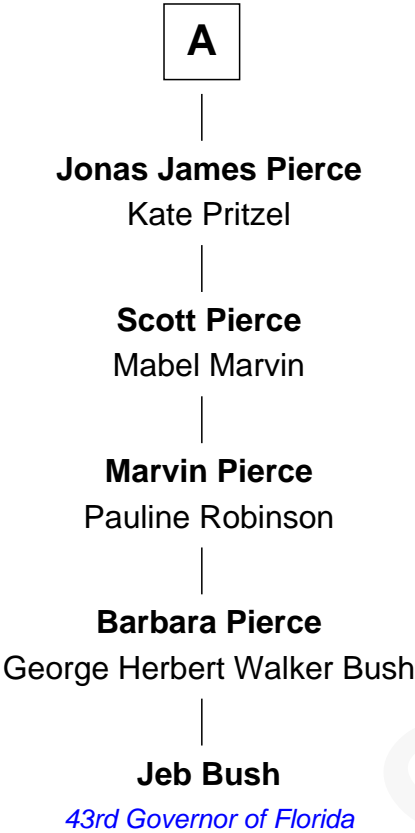 A
Jonas James Pierce
Kate Pritzel
Scott Pierce
Mabel Marvin
Marvin Pierce
Pauline Robinson
Barbara Pierce
George Herbert Walker Bush
Jeb Bush
43rd Governor of Florida